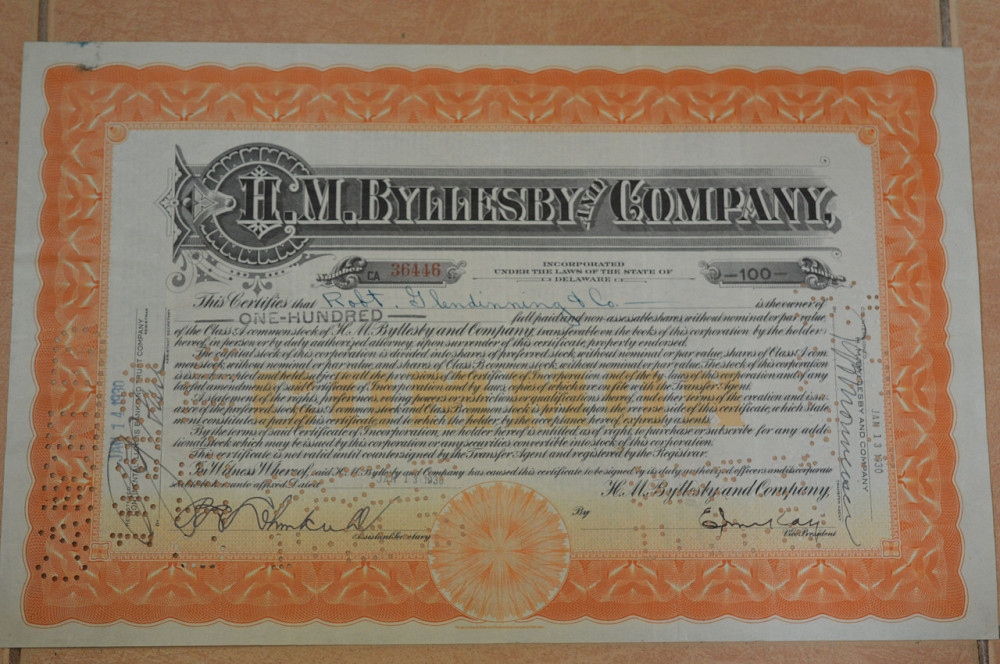 H. M. BYLLESBY AND COMPANY,
Number
CA 36446
INCORPORATED
UNDER THE LAWS OF THE STATE OF
DELAWARE
Shares
—100—
This Certifies that Robt. Glendinning & Co. is the owner of
ONE-HUNDRED full paid and non-assessable shares without nominal or par value
of the Class A common stock of H. M. Byllesby and Company transferable on the books of this corporation by the holder
hereof in person or by duly authorized attorney, upon surrender of this certificate properly endorsed.
The capital stock of this corporation is divided into shares of preferred stock without nominal or par value, shares of Class A com-
mon stock without nominal or par value, and shares of Class B common stock without nominal or par value. The stock of this corporation
is issued, accepted and held subject to all the provisions of the Certificate of Incorporation and of the by-laws of this corporation and of any
lawful amendments of said Certificate of Incorporation and by-laws, copies of which are on file with the Transfer Agent.
A statement of the rights, preferences, voting powers or restrictions or qualifications thereof, and other terms of the creation and issu-
ance of the preferred stock, Class A common stock and Class B common stock is printed upon the reverse side of this certificate, which state-
ment constitutes a part of this certificate, and to which the holder, by the acceptance hereof, expressly assents.
By the terms of said Certificate of Incorporation, no holder hereof is entitled as of right to purchase or subscribe for any addi-
tional stock which may be issued by this corporation or any securities convertible into stock of this corporation.
This certificate is not valid until countersigned by the Transfer Agent and registered by the Registrar.
In Witness Whereof, said H. M. Byllesby and Company has caused this certificate to be signed by its duly authorized officers and its corporate
seal to be hereunto affixed. Dated JAN 13 1930
H. M. Byllesby and Company,
By
Assistant Secretary
Vice President
JAN 14 1930
JAN 13 1930
H. M. BYLLESBY AND COMPANY